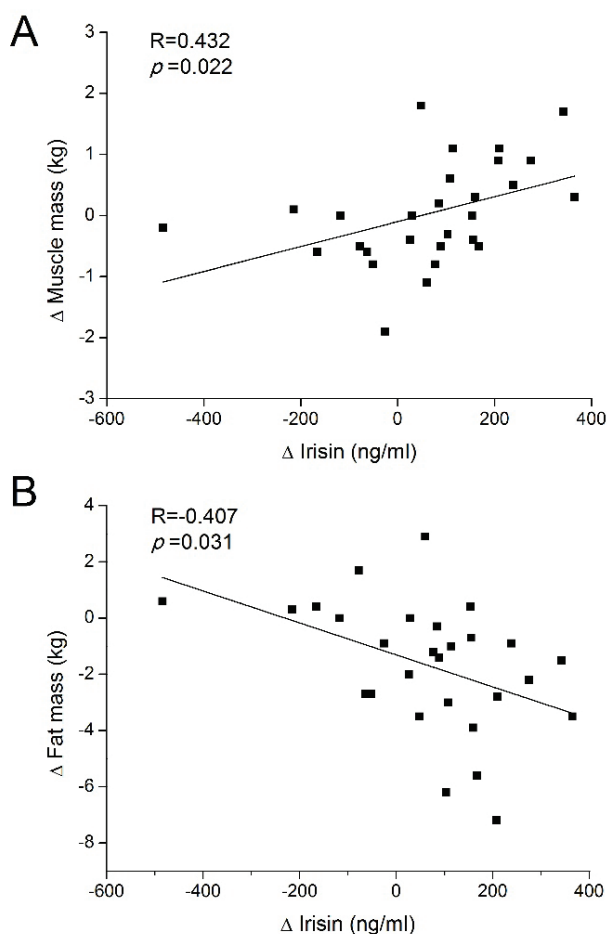 A
R=0.432
p=0.022
3
2
1
0
-1
-2
-3
Δ Muscle mass (kg)
-600 -400 -200 0 200 400
Δ Irisin (ng/ml)
B
R=-0.407
p=0.031
4
2
0
-2
-4
-6
-8
Δ Fat mass (kg)
-600 -400 -200 0 200 400
Δ Irisin (ng/ml)